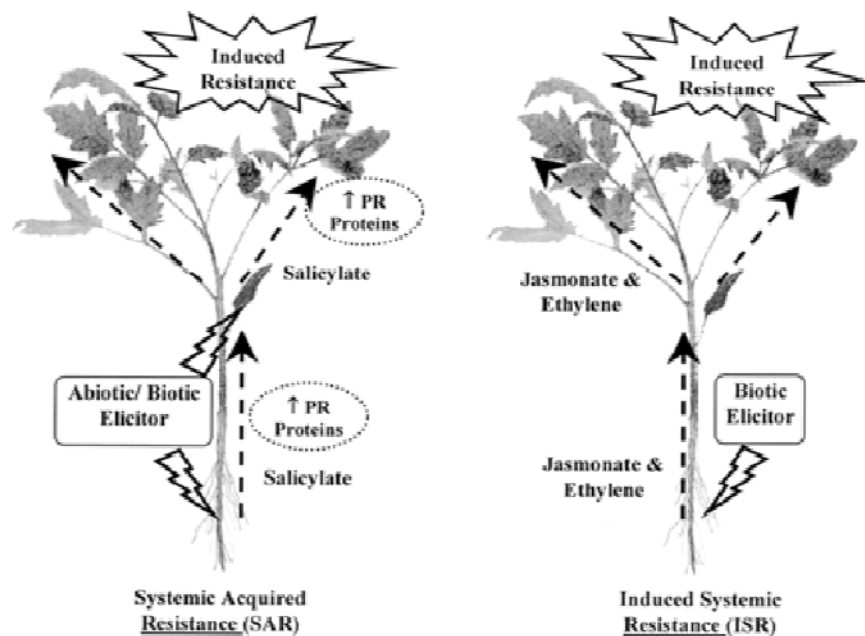 Induced
Resistance
↑ PR
Proteins
Salicylate
Abiotic/ Biotic
Elicitor
↑ PR
Proteins
Salicylate
Systemic Acquired
Resistance (SAR)
Induced
Resistance
Jasmonate &
Ethylene
Biotic
Elicitor
Jasmonate &
Ethylene
Induced Systemic
Resistance (ISR)